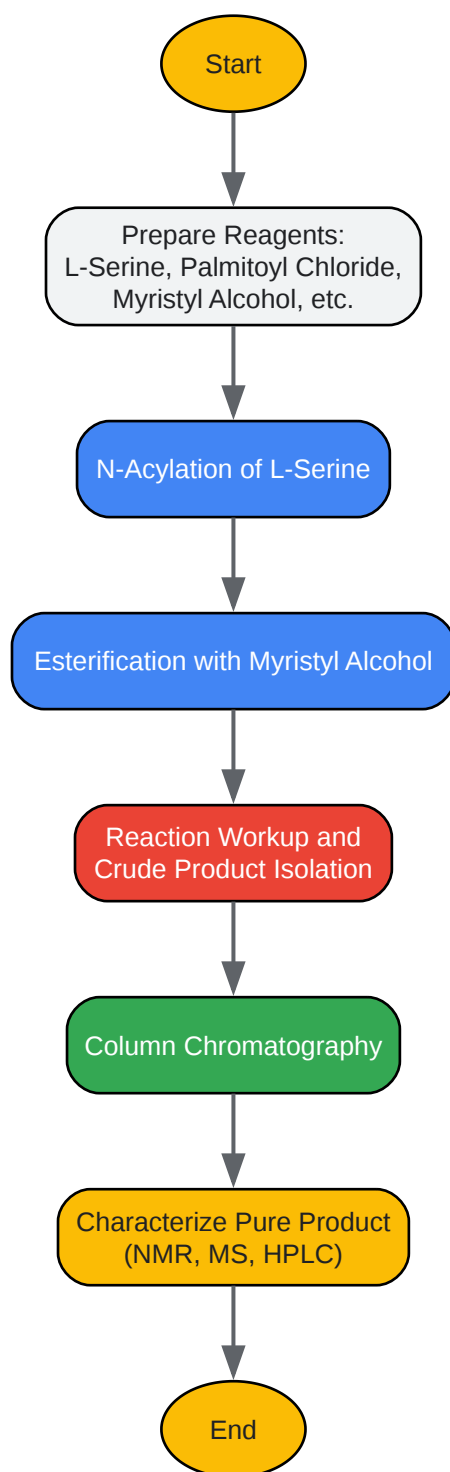 Start
Prepare Reagents:
L-Serine, Palmitoyl Chloride,
Myristyl Alcohol, etc.
N-Acylation of L-Serine
Esterification with Myristyl Alcohol
Reaction Workup and
Crude Product Isolation
Column Chromatography
Characterize Pure Product
(NMR, MS, HPLC)
End